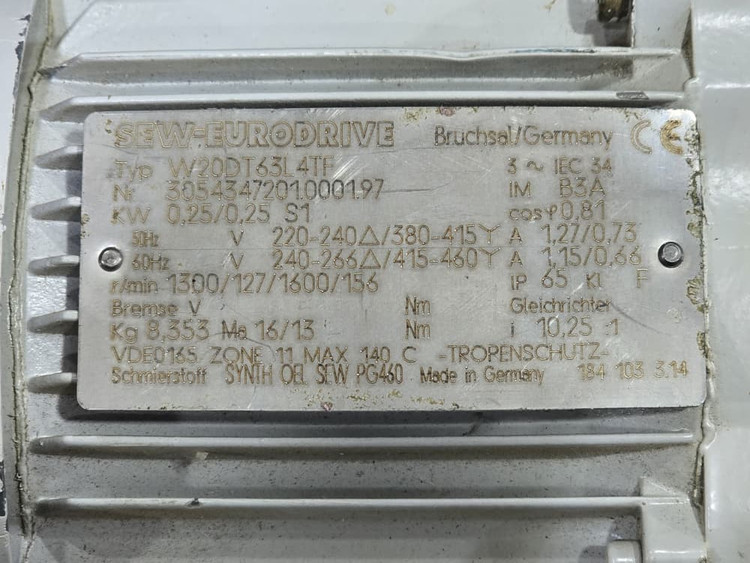 SEW-EURODRIVE Bruchsal/Germany CE
Typ W20DT63L4TF 3 ~ IEC 34
Nr 3054347201.0001.97 IM B3A
KW 0,25/0,25 S1 cosφ 0,81
50Hz V 220-240△/380-415Y A 1,27/0,73
60Hz V 240-266△/415-460Y A 1,15/0,66
r/min 1300/127/1600/156 IP 65 Kl F
Bremse V Nm Gleichrichter
Kg 8,353 Ma 16/13 Nm i 10,25 :1
VDE0165 ZONE 11 MAX 140 C -TROPENSCHUTZ-
Schmierstoff SYNTH OEL SEW PG460 Made in Germany 184 103 3.14